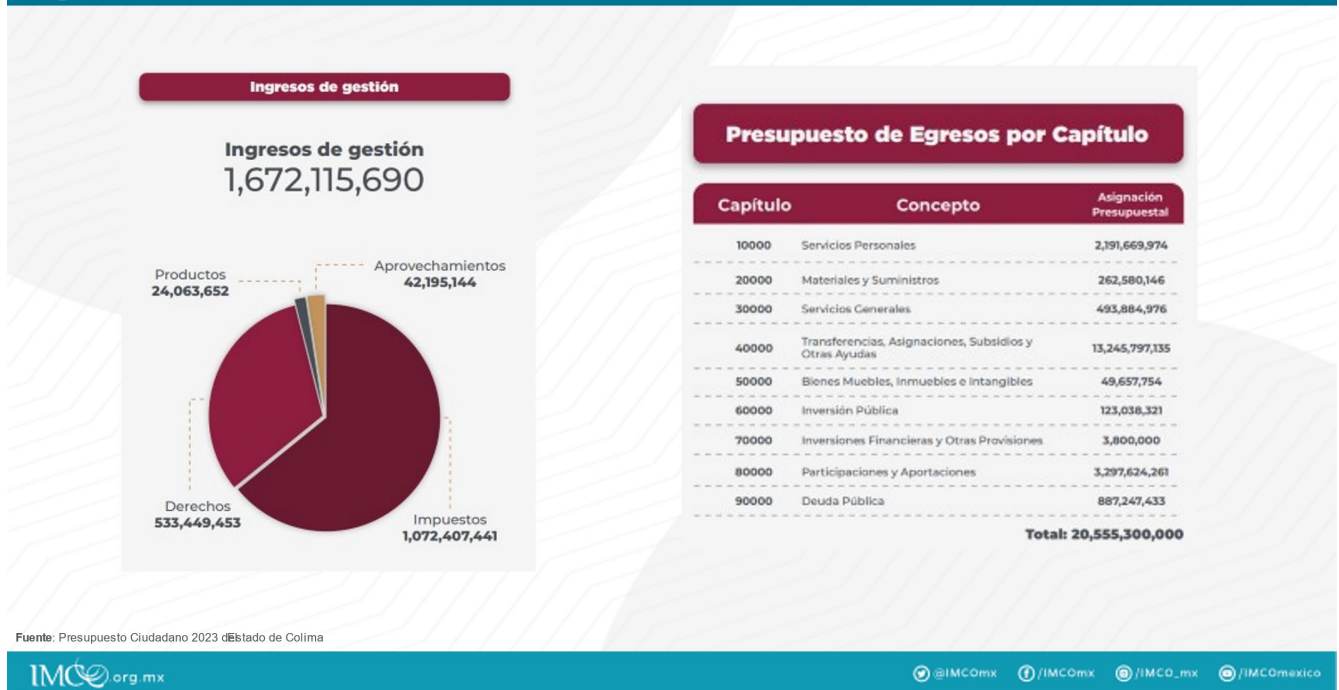 Ingresos de gestión
Ingresos de gestión
1,672,115,690
Productos
24,063,652
Aprovechamientos
42,195,144
Derechos
533,449,453
Impuestos
1,072,407,441
Presupuesto de Egresos por Capítulo
Capítulo Concepto Asignación Presupuestal
10000 Servicios Personales 2,191,669,974
20000 Materiales y Suministros 262,580,146
30000 Servicios Generales 493,884,976
40000 Transferencias, Asignaciones, Subsidios y
Otras Ayudas 13,245,797,135
50000 Bienes Muebles, Inmuebles e Intangibles 49,657,754
60000 Inversión Pública 123,038,321
70000 Inversiones Financieras y Otras Provisiones 3,800,000
80000 Participaciones y Aportaciones 3,297,624,261
90000 Deuda Pública 887,247,433
Total: 20,555,300,000
Fuente: Presupuesto Ciudadano 2023 del Estado de Colima
IMCO.org.mx @IMCOmx /IMCOmx /IMCO_mx /IMCOmexico